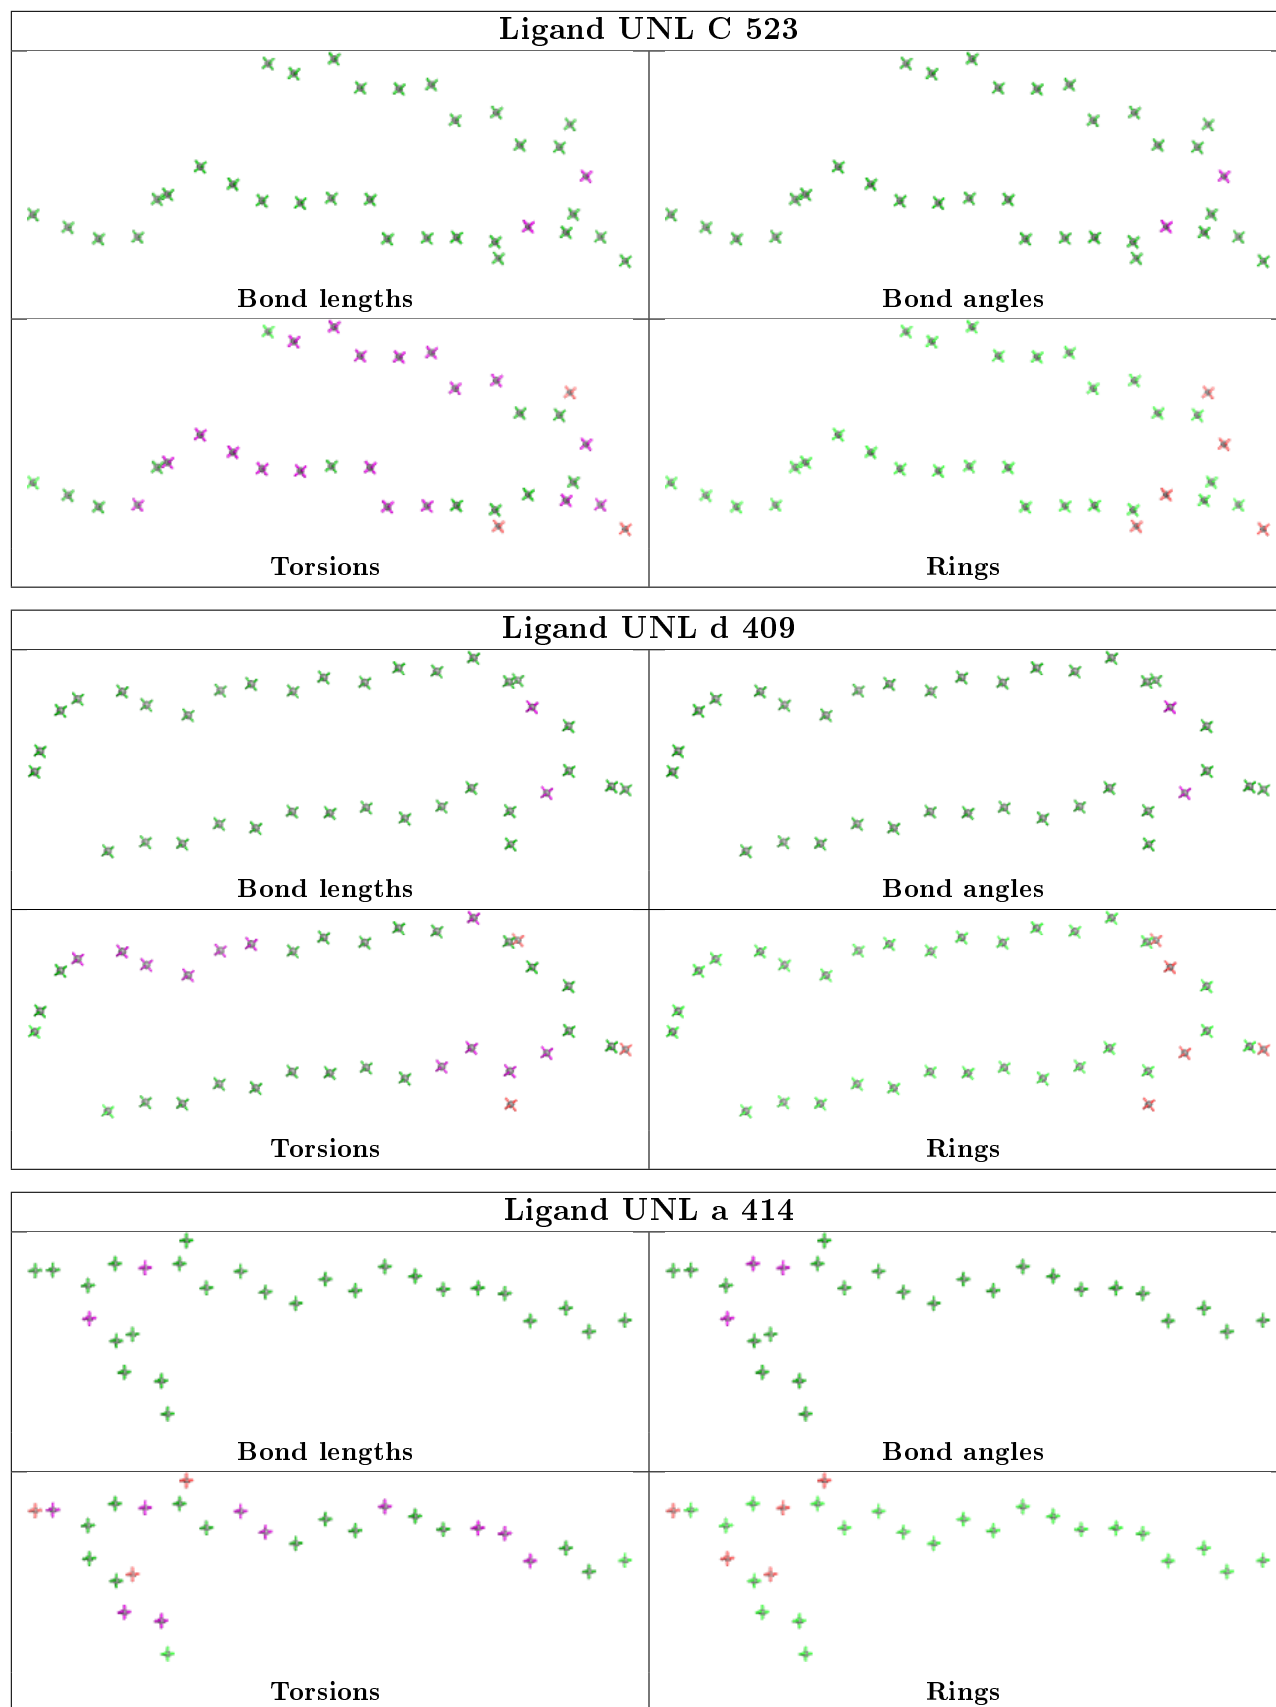 Ligand UNL C 523
Bond lengths
Bond angles
Torsions
Rings
Ligand UNL d 409
Bond lengths
Bond angles
Torsions
Rings
Ligand UNL a 414
Bond lengths
Bond angles
Torsions
Rings